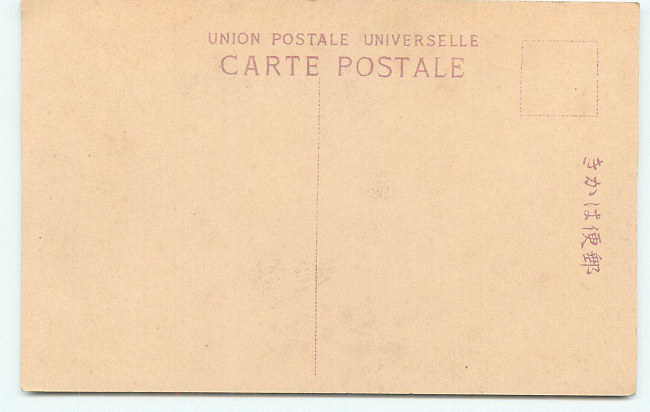 UNION POSTALE UNIVERSELLE
CARTE POSTALE
きかは便郵